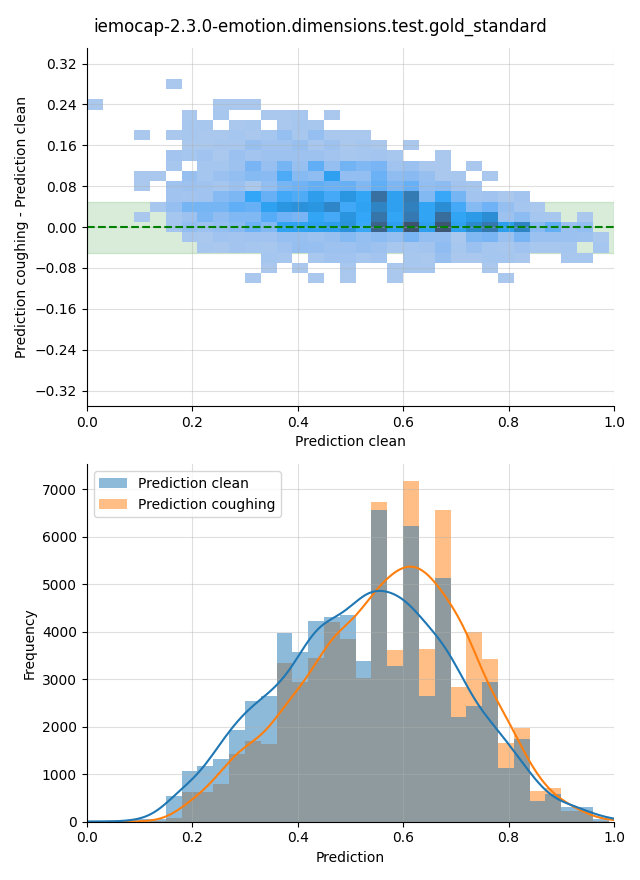 iemocap-2.3.0-emotion.dimensions.test.gold_standard
Prediction coughing - Prediction clean
0.32
0.24
0.16
0.08
0.00
−0.08
−0.16
−0.24
−0.32
0.0 0.2 0.4 0.6 0.8 1.0
Prediction clean
Prediction clean
Prediction coughing
Frequency
7000
6000
5000
4000
3000
2000
1000
0
0.0 0.2 0.4 0.6 0.8 1.0
Prediction